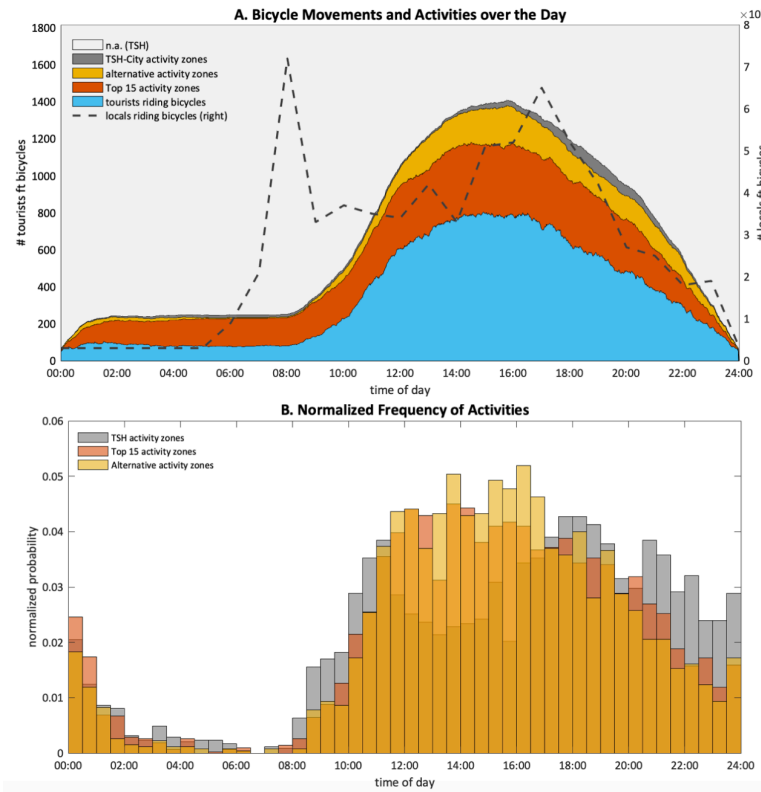 A. Bicycle Movements and Activities over the Day
×10
1800
1600
1400
1200
1000
800
600
400
200
0
# tourists ft bicycles
n.a. (TSH)
TSH-City activity zones
alternative activity zones
Top 15 activity zones
tourists riding bicycles
locals riding bicycles (right)
8
7
6
5
4
3
2
1
0
00:00 02:00 04:00 06:00 08:00 10:00 12:00 14:00 16:00 18:00 20:00 22:00 24:00
time of day
B. Normalized Frequency of Activities
0.06
0.05
0.04
0.03
0.02
0.01
0
normalized probability
TSH activity zones
Top 15 activity zones
Alternative activity zones
00:00 02:00 04:00 06:00 08:00 10:00 12:00 14:00 16:00 18:00 20:00 22:00 24:00
time of day